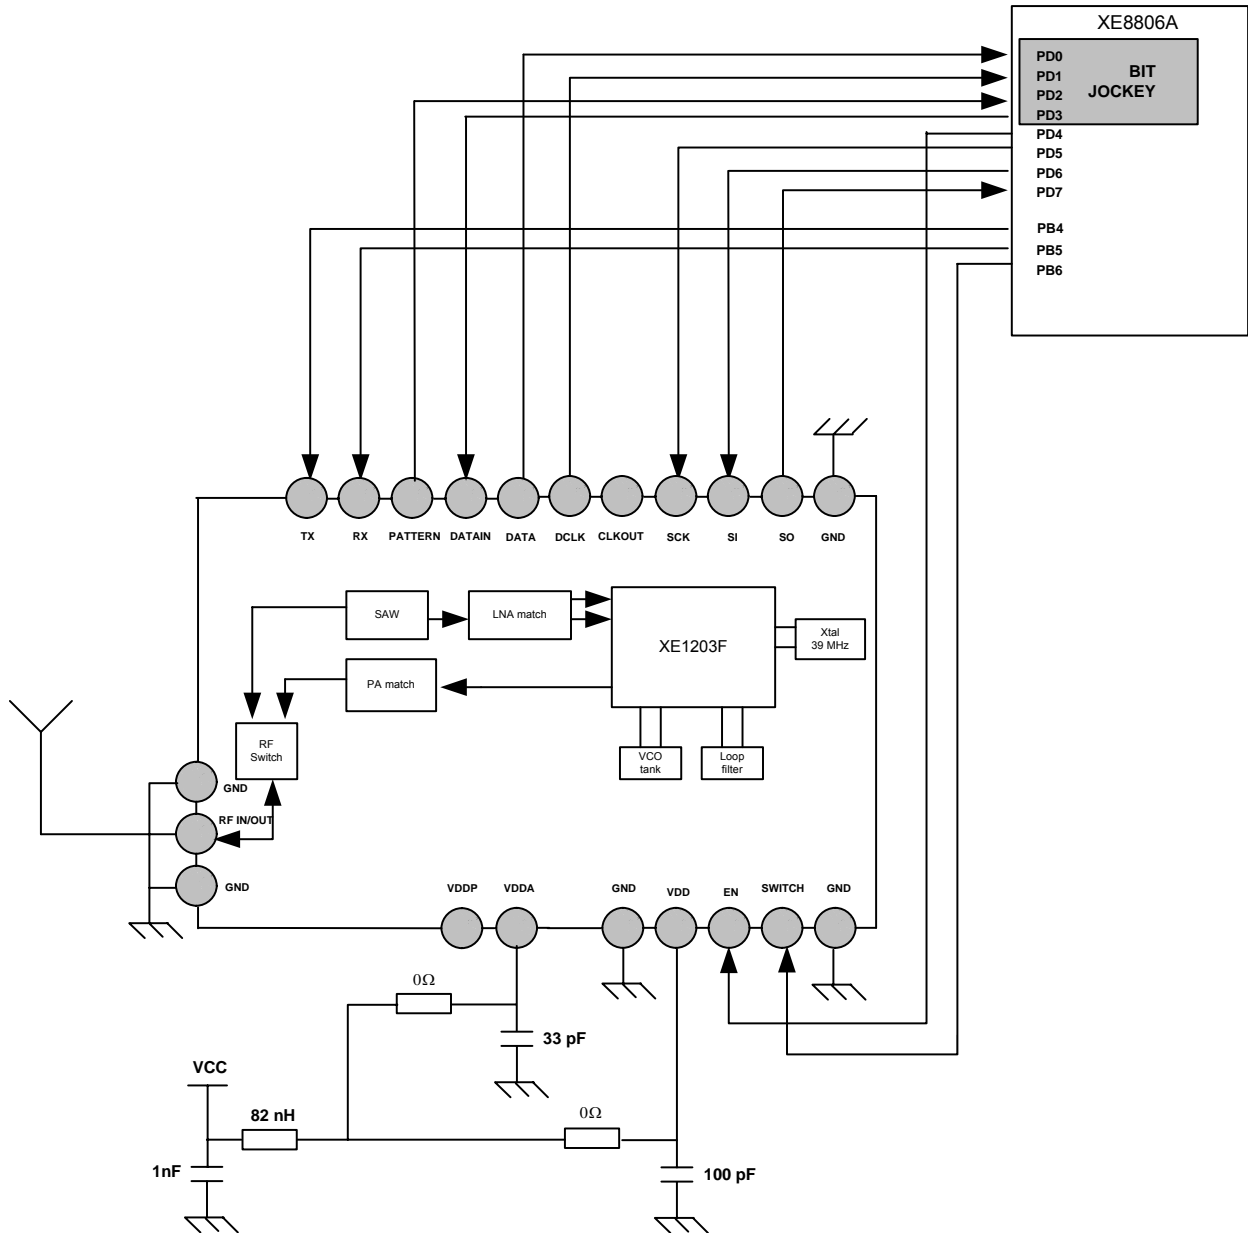 XE8806A
PD0
BIT
PD1
JOCKEY
PD2
PD3
PD4
PD5
PD6
PD7
PB4
PB5
PB6
TX RX PATTERN DATAIN DATA DCLK CLKOUT SCK SI SO GND
SAW
LNA match
XE1203F
Xtal
39 MHz
PA match
RF
Switch
VCO
tank
Loop
filter
GND
RF IN/OUT
GND
VDDP VDDA GND VDD EN SWITCH GND
0Ω
33 pF
VCC
82 nH
0Ω
1nF
100 pF